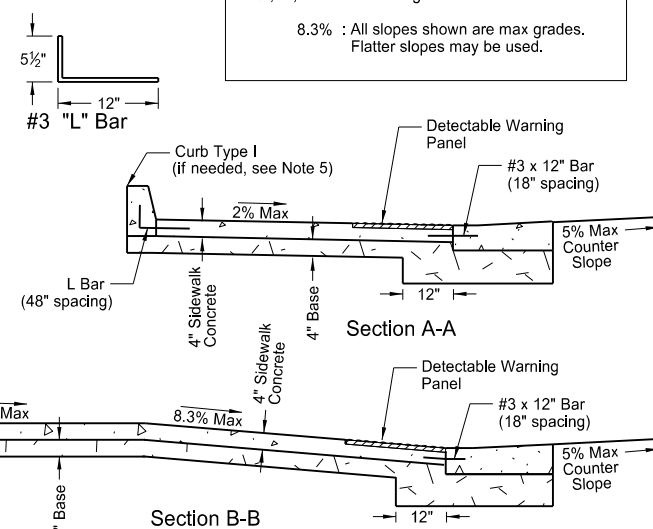 8.3% : All slopes shown are max grades.
Flatter slopes may be used.
5½"
12"
#3 "L" Bar
Curb Type I
(if needed, see Note 5)
Detectable Warning
Panel
#3 x 12" Bar
(18" spacing)
2% Max
5% Max
Counter
Slope
L Bar
(48" spacing)
4" Sidewalk
Concrete
4" Base
12"
Section A-A
4" Sidewalk
Concrete
Detectable Warning
Panel
#3 x 12" Bar
(18" spacing)
Max
8.3% Max
5% Max
Counter
Slope
" Base
12"
Section B-B